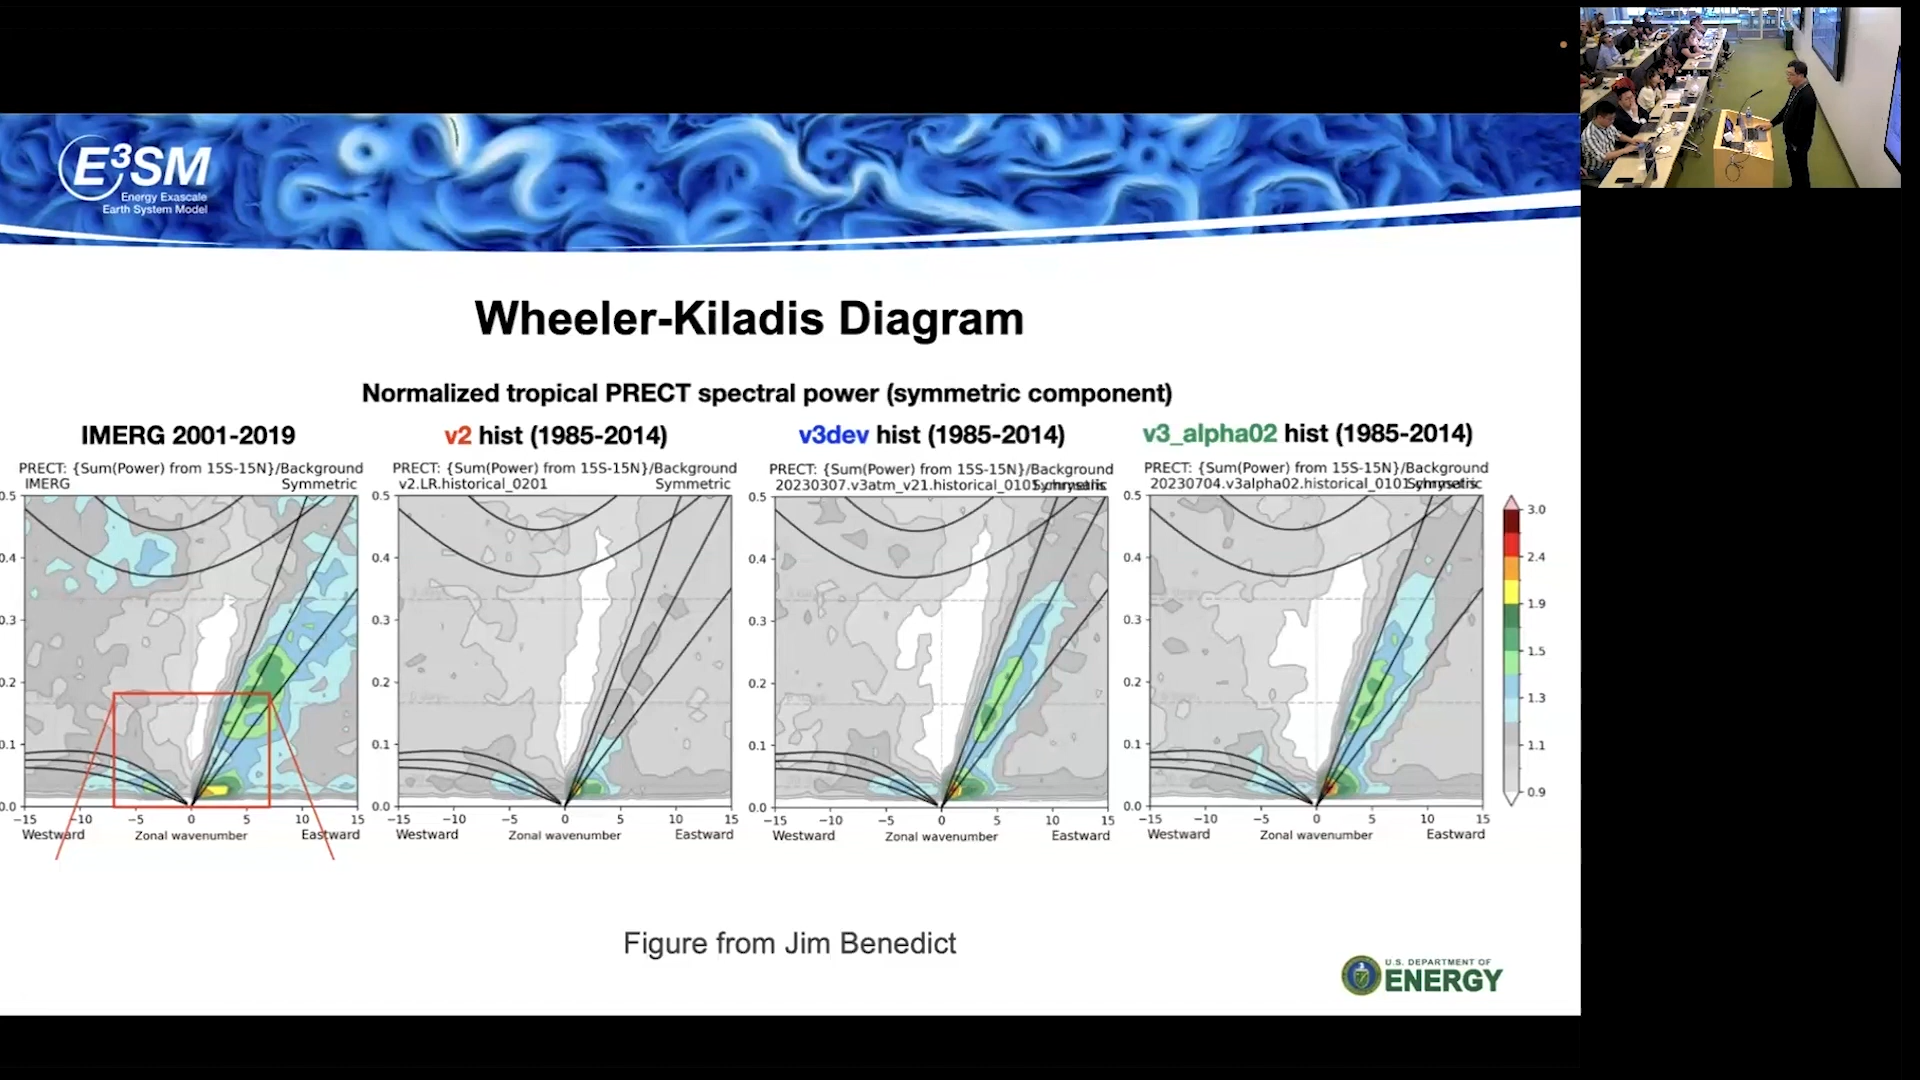 E3SM
Energy Exascale
Earth System Model
Wheeler-Kiladis Diagram
Normalized tropical PRECT spectral power (symmetric component)
IMERG 2001-2019
PRECT: {Sum(Power) from 15S-15N}/Background
IMERG Symmetric
0.5
0.4
0.3
0.2
0.1
0.0
−15 −10 −5 0 5 10 15
Westward Zonal wavenumber Eastward
v2 hist (1985-2014)
PRECT: {Sum(Power) from 15S-15N}/Background
v2.LR.historical_0201 Symmetric
0.5
0.4
0.3
0.2
0.1
0.0
−15 −10 −5 0 5 10 15
Westward Zonal wavenumber Eastward
v3dev hist (1985-2014)
PRECT: {Sum(Power) from 15S-15N}/Background
20230307.v3atm_v21.historical_0101
0.5
0.4
0.3
0.2
0.1
0.0
−15 −10 −5 0 5 10 15
Westward Zonal wavenumber Eastward
v3_alpha02 hist (1985-2014)
PRECT: {Sum(Power) from 15S-15N}/Background
20230704.v3alpha02.historical_0101
0.5
0.4
0.3
0.2
0.1
0.0
−15 −10 −5 0 5 10 15
Westward Zonal wavenumber Eastward
3.0
2.4
1.9
1.5
1.3
1.1
0.9
Figure from Jim Benedict
U.S. DEPARTMENT OF
ENERGY